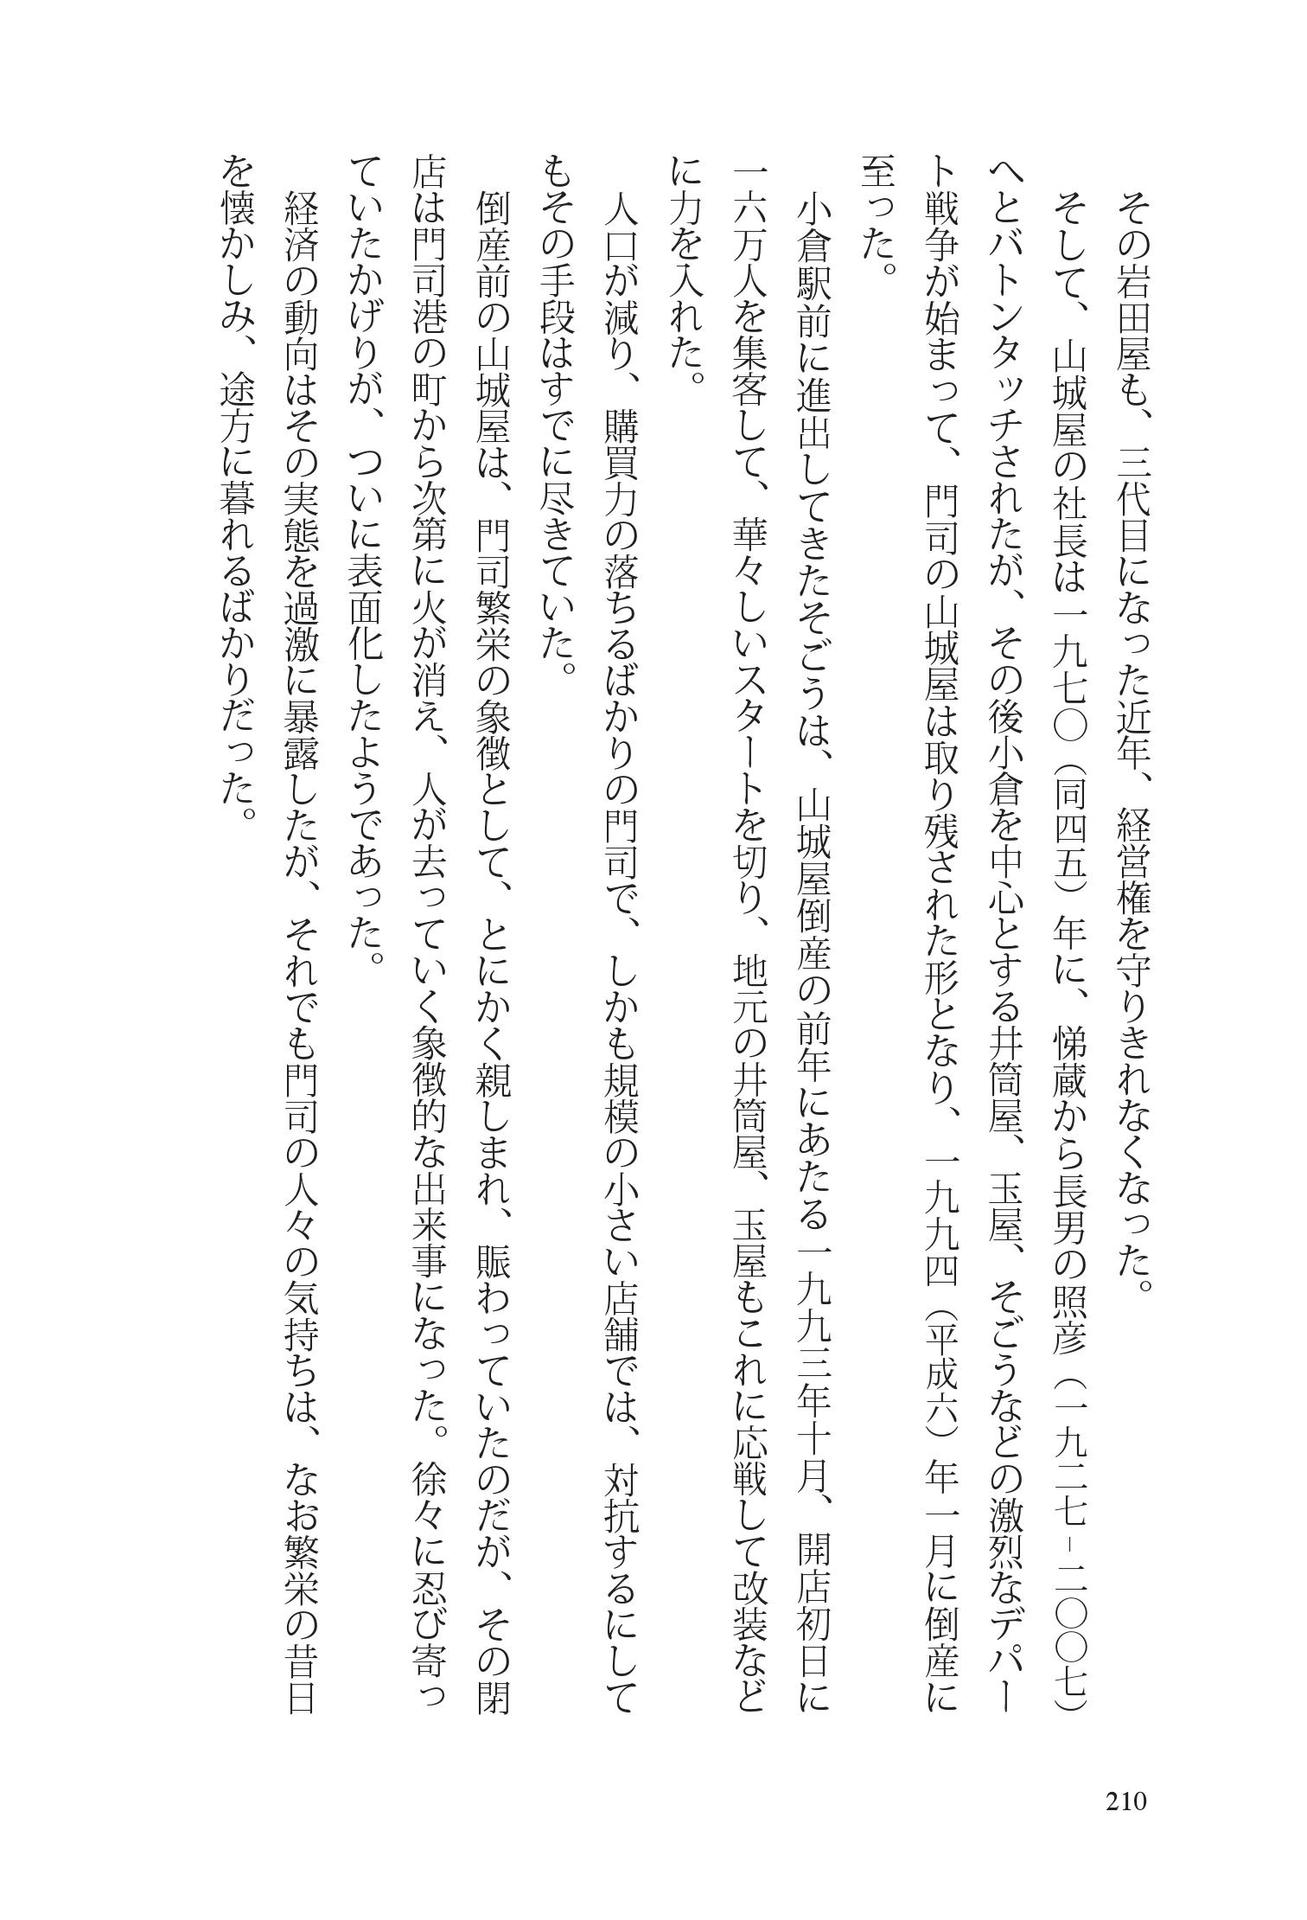 その岩田屋も、三代目になった近年、経営権を守りきれなくなった。
　そして、山城屋の社長は一九七〇（同四五）年に、悌蔵から長男の照彦（一九二七－二〇〇七）
へとバトンタッチされたが、その後小倉を中心とする井筒屋、玉屋、そごうなどの激烈なデパー
ト戦争が始まって、門司の山城屋は取り残された形となり、一九九四（平成六）年一月に倒産に
至った。
　小倉駅前に進出してきたそごうは、山城屋倒産の前年にあたる一九九三年十月、開店初日に
一六万人を集客して、華々しいスタートを切り、地元の井筒屋、玉屋もこれに応戦して改装など
に力を入れた。
　人口が減り、購買力の落ちるばかりの門司で、しかも規模の小さい店舗では、対抗するにして
もその手段はすでに尽きていた。
　倒産前の山城屋は、門司繁栄の象徴として、とにかく親しまれ、賑わっていたのだが、その閉
店は門司港の町から次第に火が消え、人が去っていく象徴的な出来事になった。徐々に忍び寄っ
ていたかげりが、ついに表面化したようであった。
　経済の動向はその実態を過激に暴露したが、それでも門司の人々の気持ちは、なお繁栄の昔日
を懐かしみ、途方に暮れるばかりだった。
210